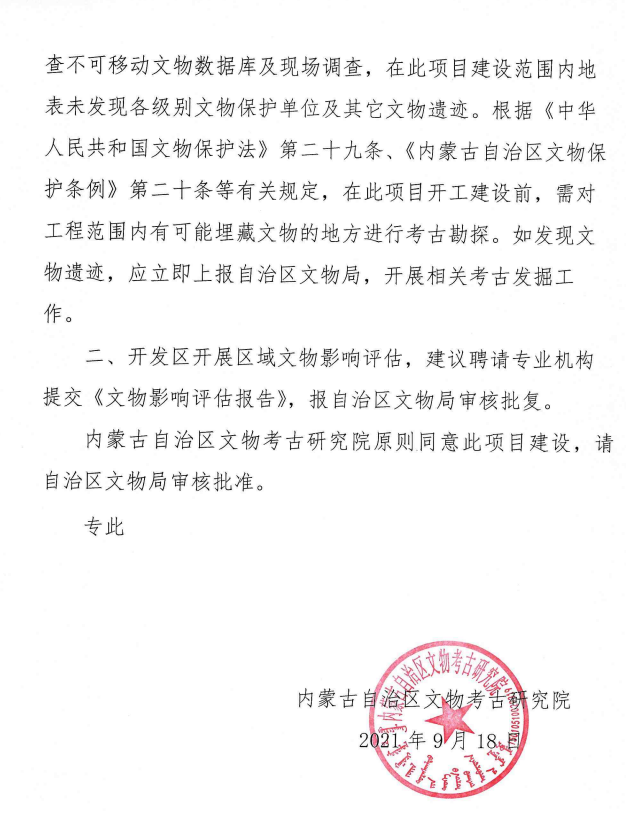 查不可移动文物数据库及现场调查，在此项目建设范围内地
表未发现各级别文物保护单位及其它文物遗迹。根据《中华
人民共和国文物保护法》第二十九条、《内蒙古自治区文物保
护条例》第二十条等有关规定，在此项目开工建设前，需对
工程范围内有可能埋藏文物的地方进行考古勘探。如发现文
物遗迹，应立即上报自治区文物局，开展相关考古发掘工
作。
二、开发区开展区域文物影响评估，建议聘请专业机构
提交《文物影响评估报告》，报自治区文物局审核批复。
内蒙古自治区文物考古研究院原则同意此项目建设，请
自治区文物局审核批准。
专此
内蒙古自治区文物考古研究院
2021年9月18日
内蒙古自治区文物考古研究院